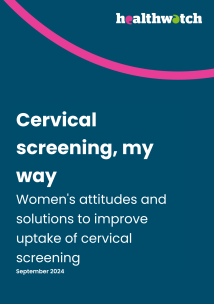 healthwatch
Cervical
screening, my
way
Women's attitudes and
solutions to improve
uptake of cervical
screening
September 2024